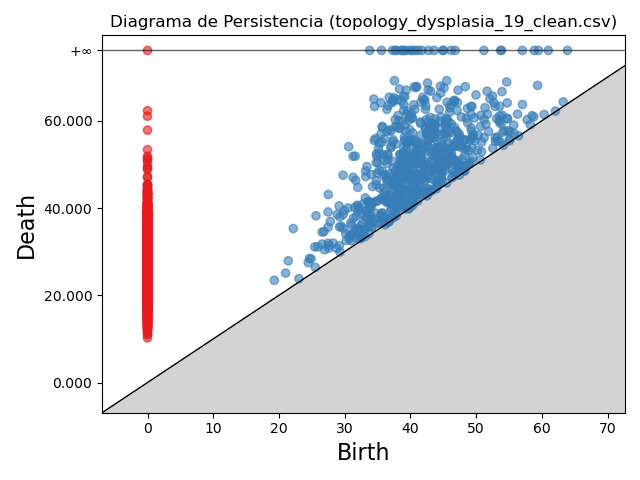 Diagrama de Persistencia (topology_dysplasia_19_clean.csv)
+∞
60.000
40.000
20.000
0.000
Death
0 10 20 30 40 50 60 70
Birth